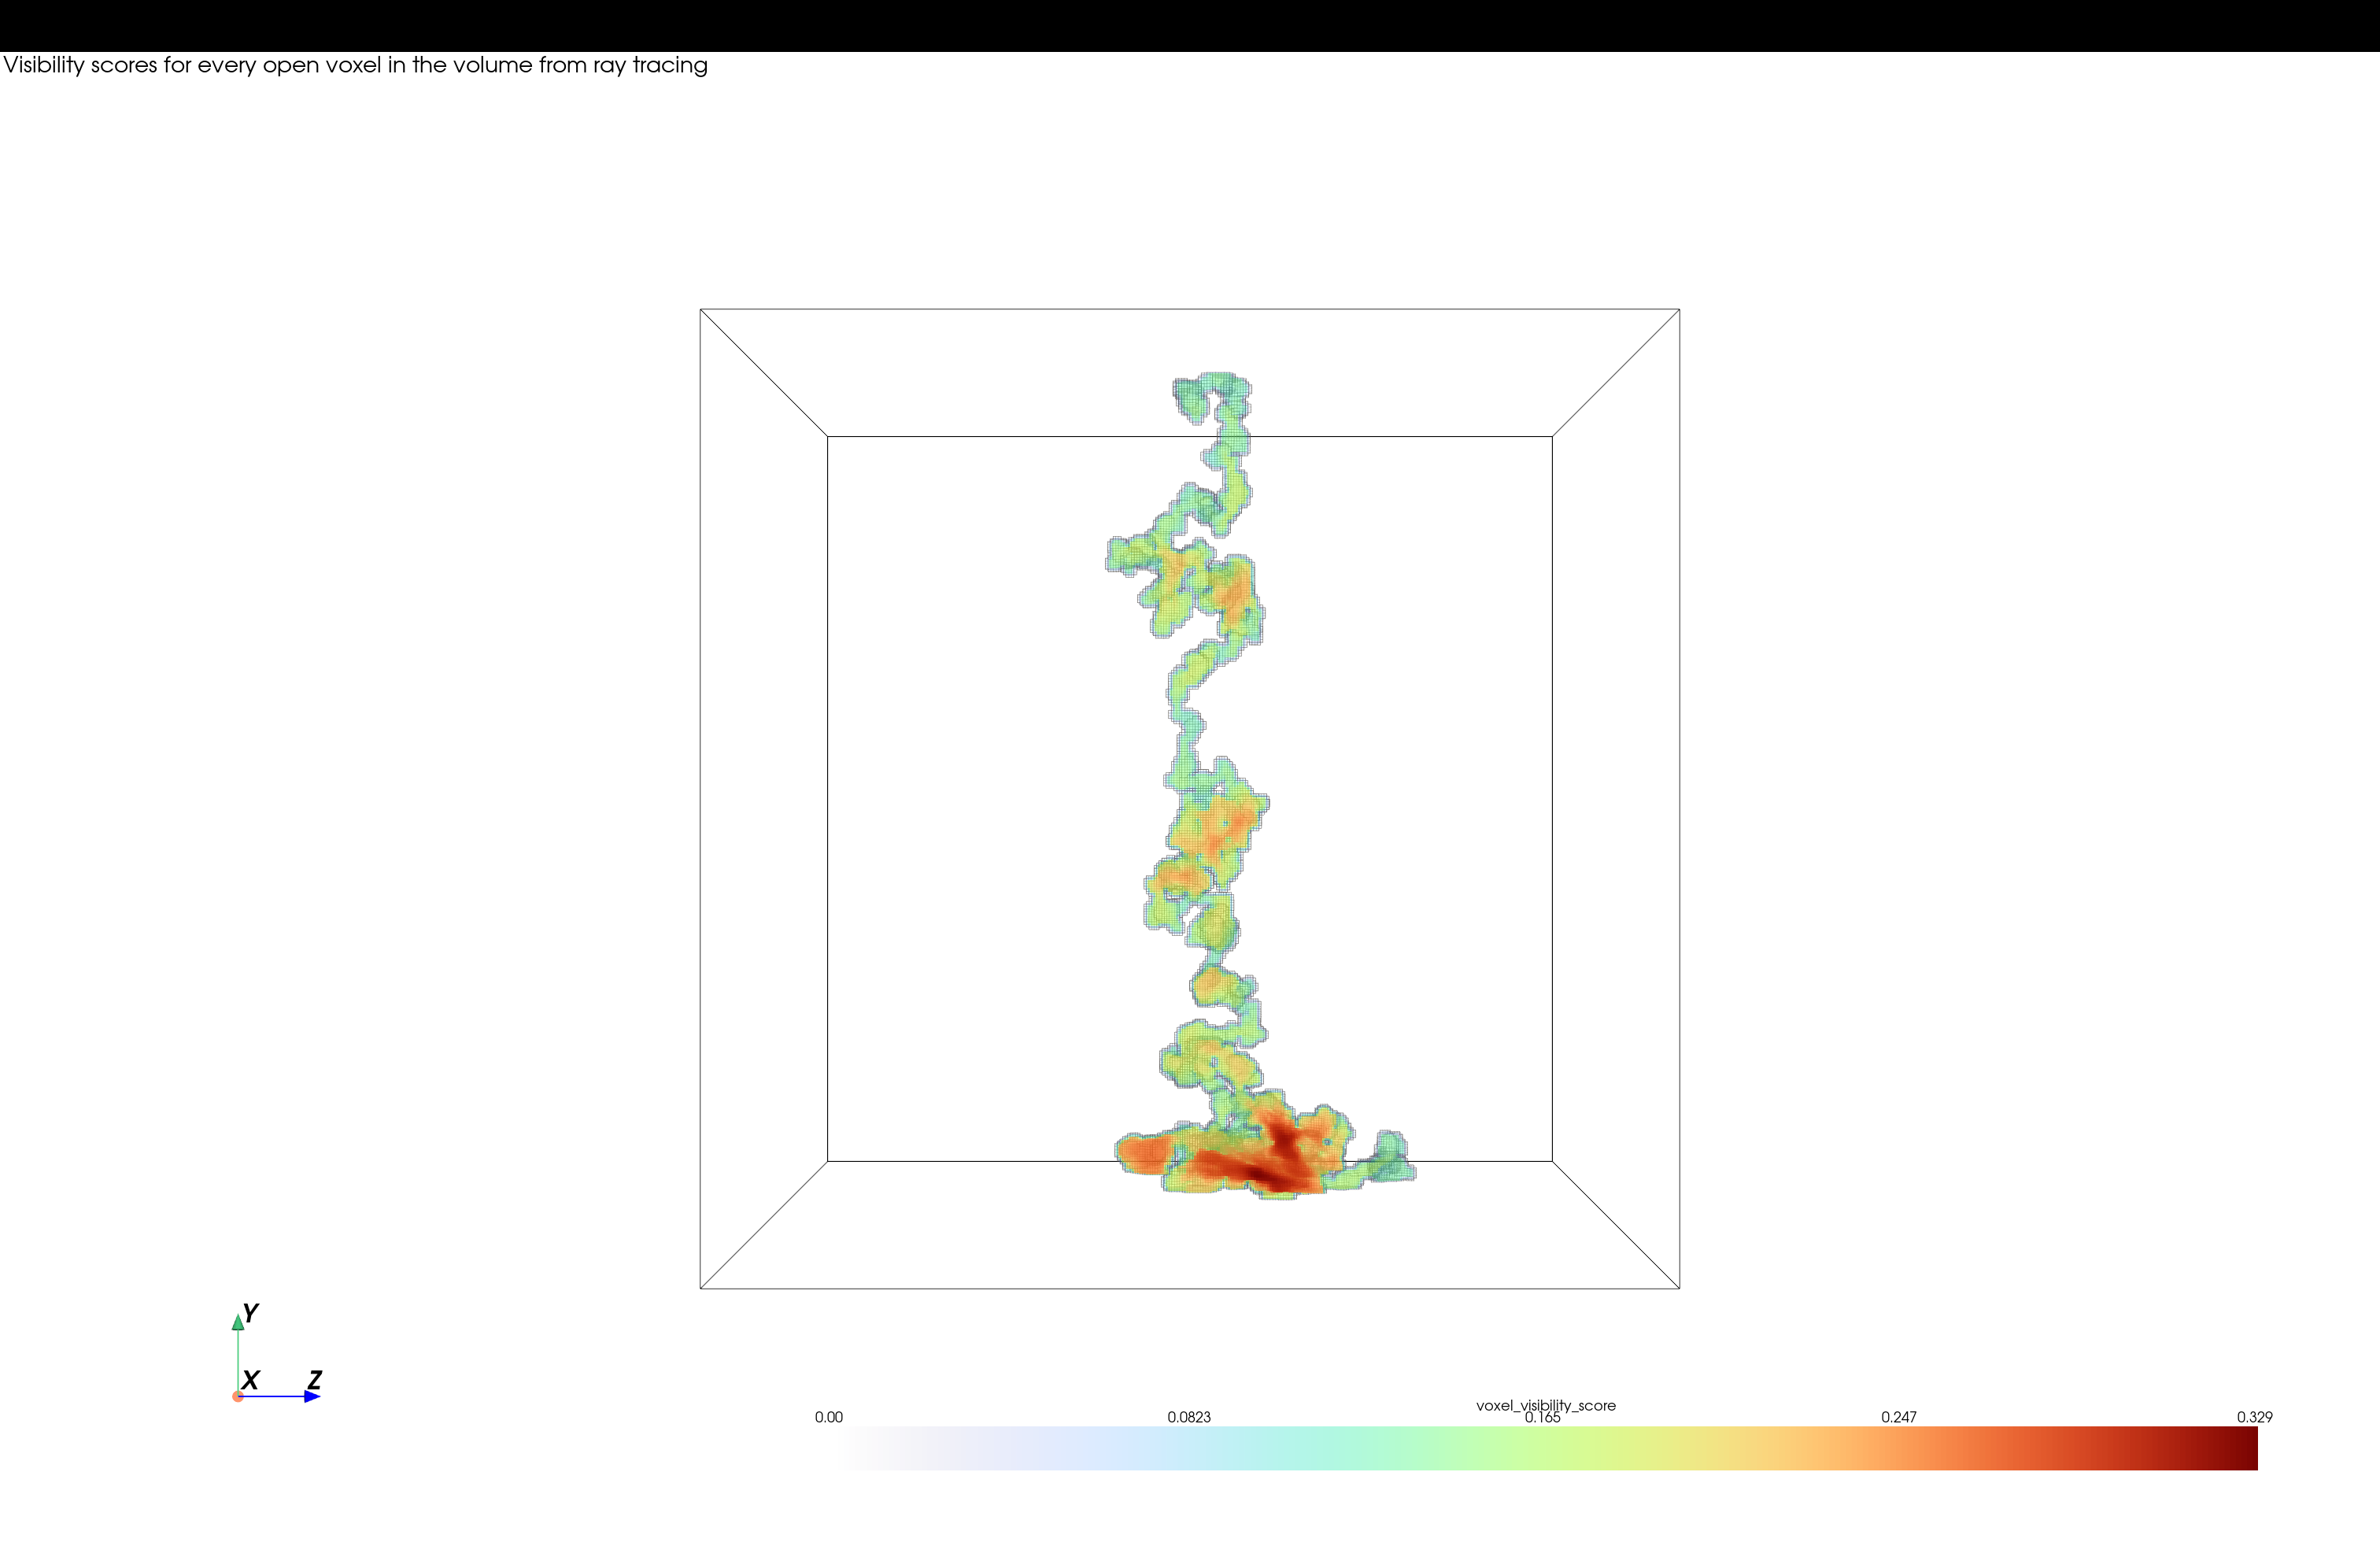 Visibility scores for every open voxel in the volume from ray tracing
Y
X Z
voxel_visibility_score
0.00 0.0823 0.165 0.247 0.329